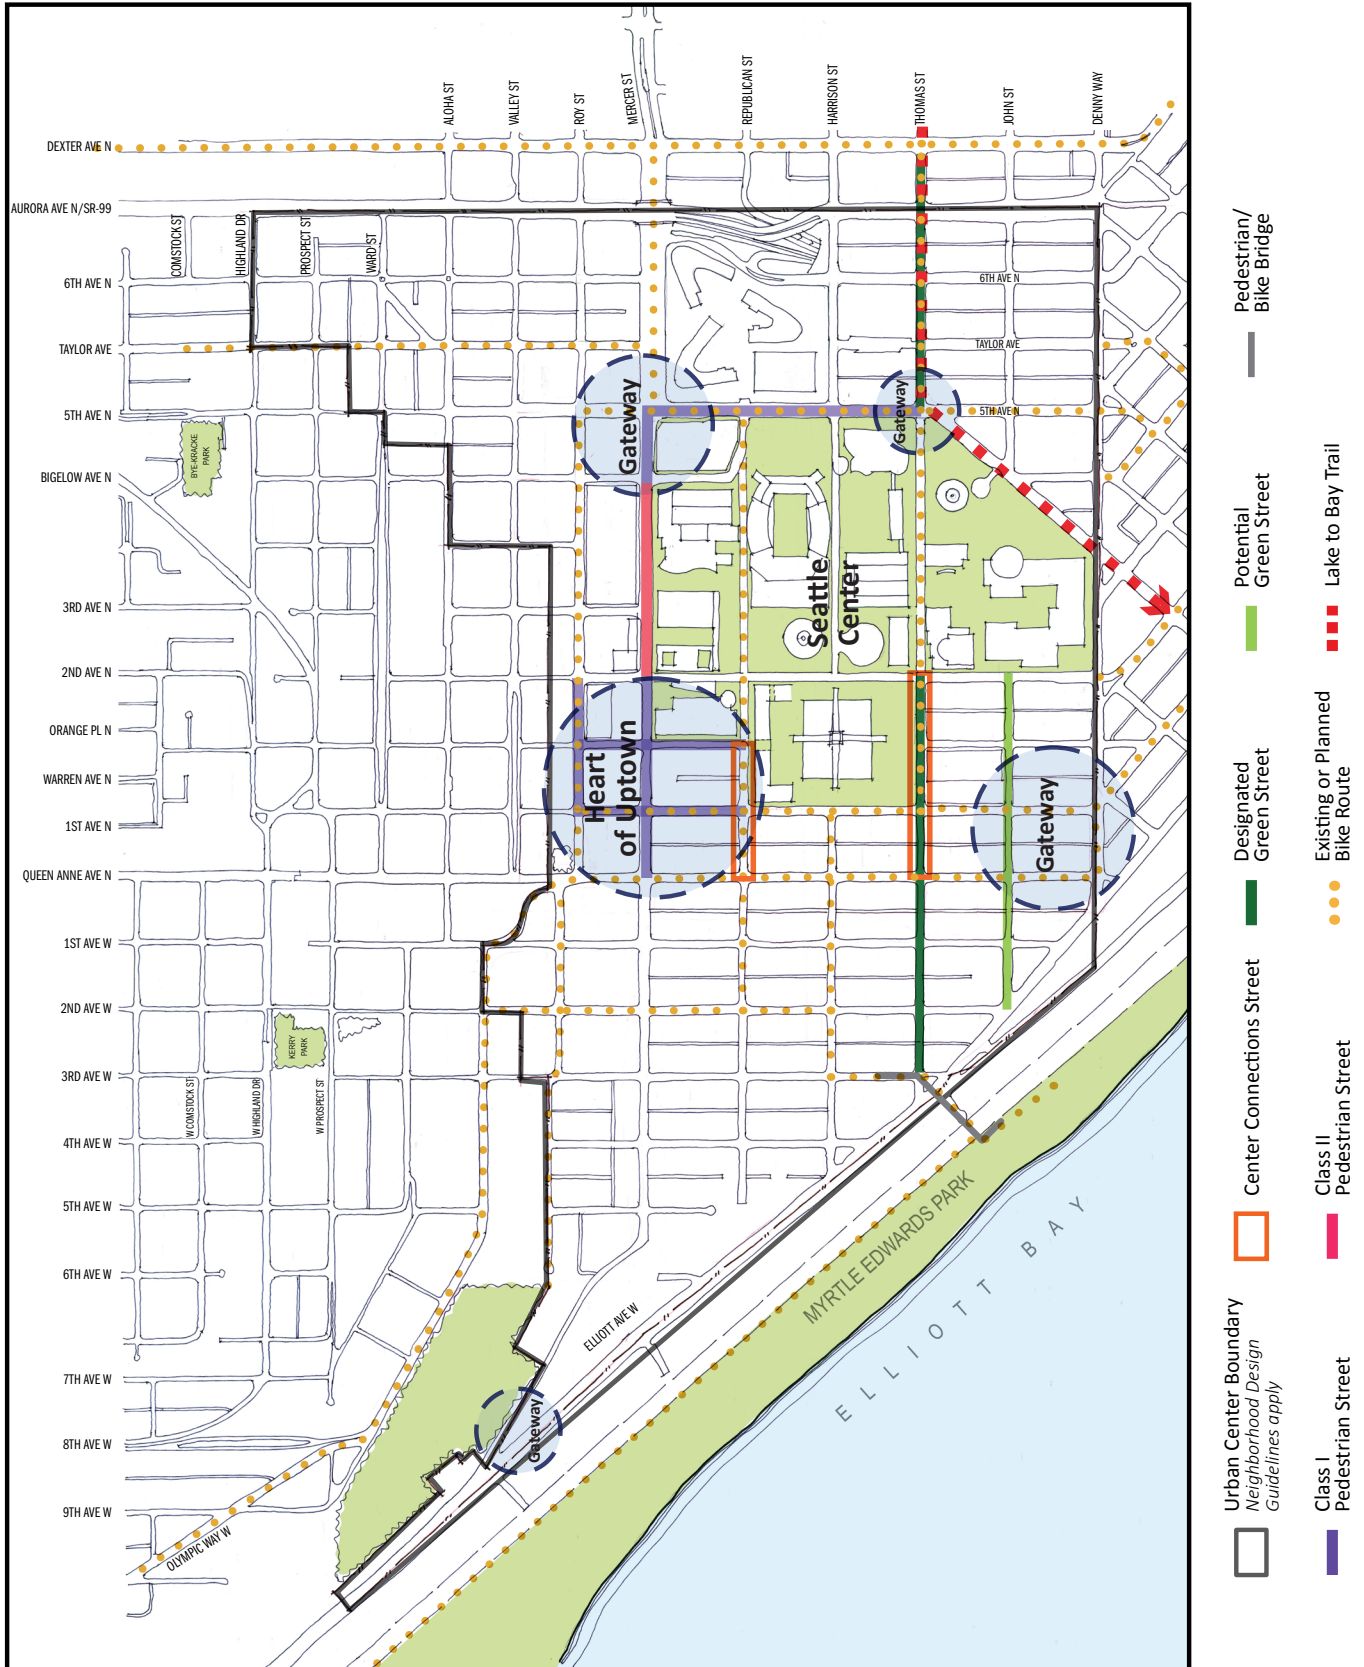 ALOHA ST
VALLEY ST
ROY ST
MERCER ST
REPUBLICAN ST
HARRISON ST
THOMAS ST
JOHN ST
DENNY WAY
DEXTER AVE N
AURORA AVE N/SR-99
COMSTOCK ST
HIGHLAND DR
PROSPECT ST
WARD ST
6TH AVE N
6TH AVE N
TAYLOR AVE
TAYLOR AVE
5TH AVE N
5TH AVE N
Gateway
Gateway
BYE-KRACKE
PARK
BIGELOW AVE N
Seattle
Center
3RD AVE N
2ND AVE N
ORANGE PL N
WARREN AVE N
1ST AVE N
Heart
of Uptown
Gateway
QUEEN ANNE AVE N
1ST AVE W
2ND AVE W
KERRY
PARK
3RD AVE W
W COMSTOCK ST
W HIGHLAND DR
W PROSPECT ST
4TH AVE W
5TH AVE W
6TH AVE W
MYRTLE EDWARDS PARK
ELLIOTT BAY
ELLIOTT AVE W
7TH AVE W
8TH AVE W
Gateway
9TH AVE W
OLYMPIC WAY W
Urban Center Boundary
Neighborhood Design
Guidelines apply
Center Connections Street
Designated
Green Street
Potential
Green Street
Pedestrian/
Bike Bridge
Class I
Pedestrian Street
Class II
Pedestrian Street
Existing or Planned
Bike Route
Lake to Bay Trail